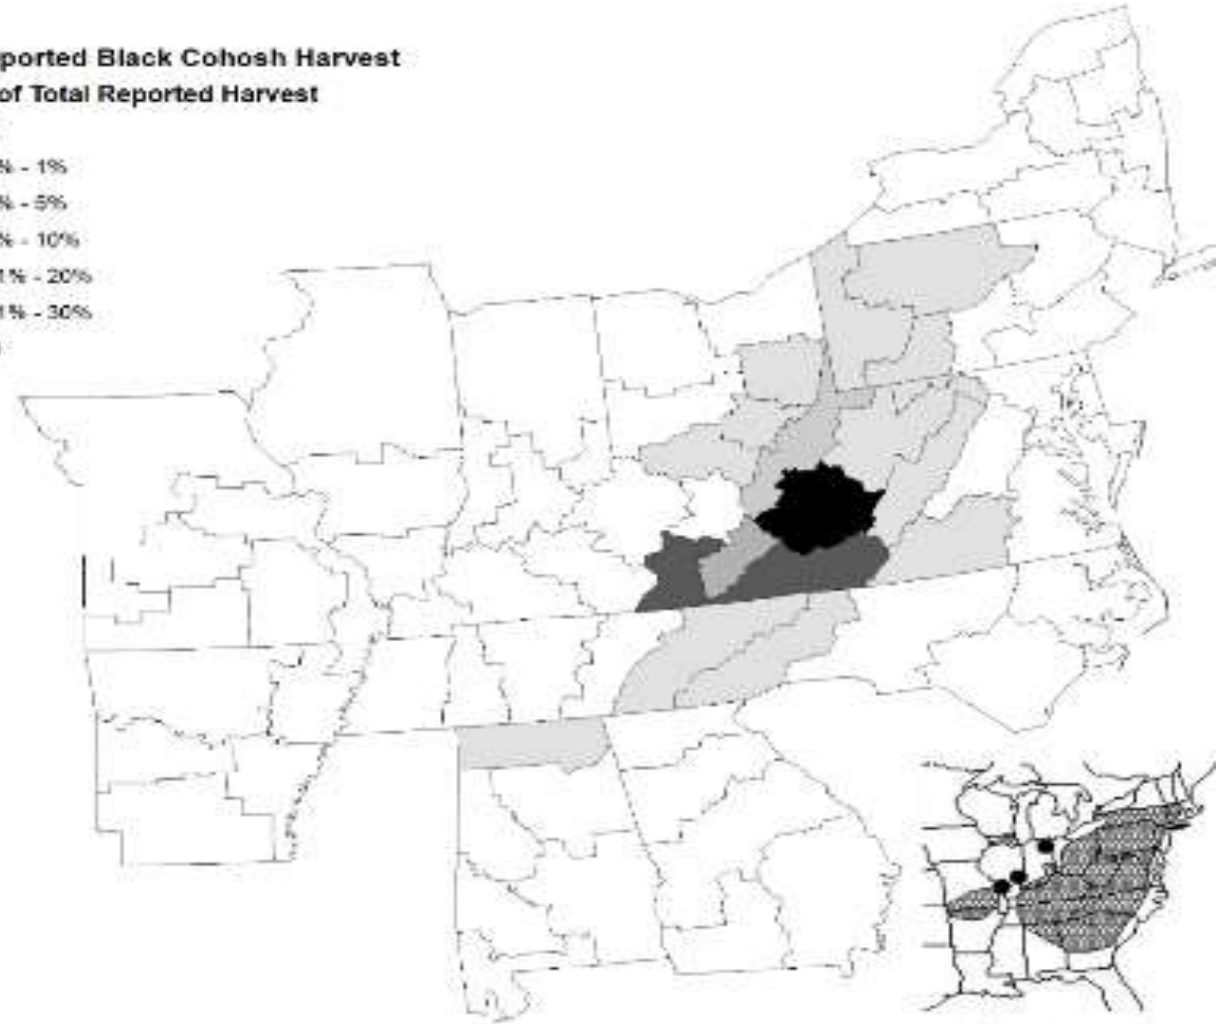 ported Black Cohosh Harvest
of Total Reported Harvest
% - 1%
% - 5%
% - 10%
1% - 20%
1% - 30%